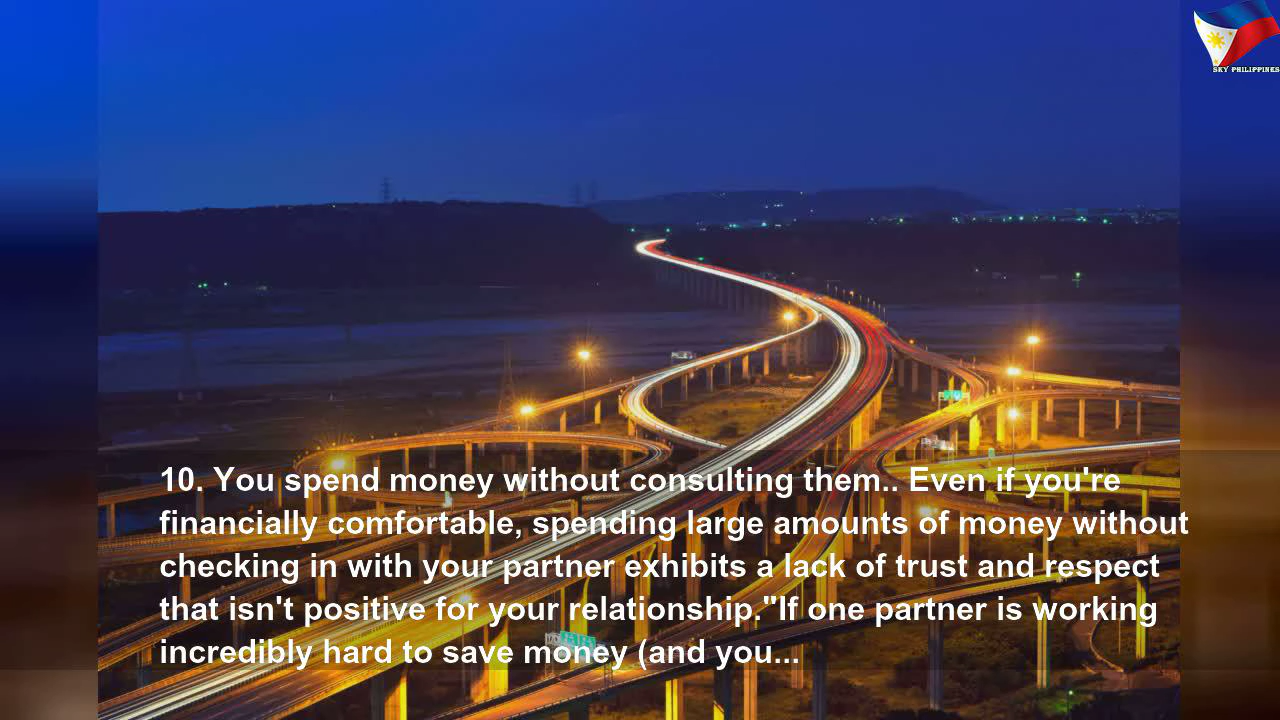 SKY PHILIPPINES
10. You spend money without consulting them.. Even if you're
financially comfortable, spending large amounts of money without
checking in with your partner exhibits a lack of trust and respect
that isn't positive for your relationship."If one partner is working
incredibly hard to save money (and you...